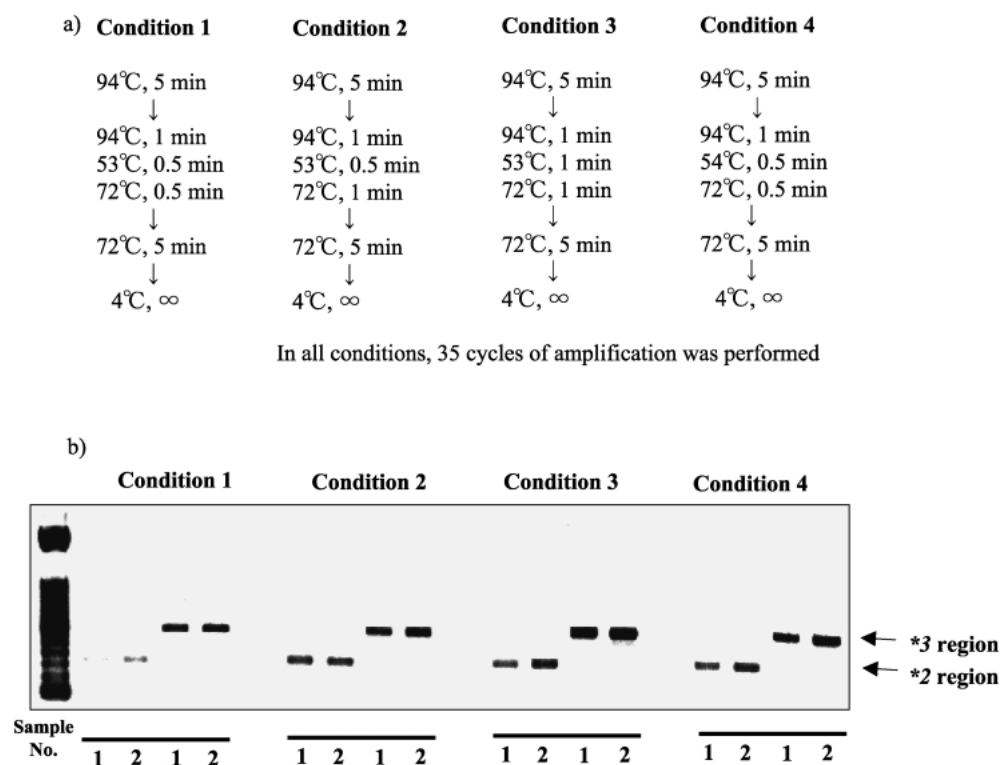 a) Condition 1 Condition 2 Condition 3 Condition 4
94℃, 5 min 94℃, 5 min 94℃, 5 min 94℃, 5 min
↓ ↓ ↓ ↓
94℃, 1 min 94℃, 1 min 94℃, 1 min 94℃, 1 min
53℃, 0.5 min 53℃, 0.5 min 53℃, 1 min 54℃, 0.5 min
72℃, 0.5 min 72℃, 1 min 72℃, 1 min 72℃, 0.5 min
↓ ↓ ↓ ↓
72℃, 5 min 72℃, 5 min 72℃, 5 min 72℃, 5 min
↓ ↓ ↓ ↓
4℃, ∞ 4℃, ∞ 4℃, ∞ 4℃, ∞
In all conditions, 35 cycles of amplification was performed
b)
Condition 1 Condition 2 Condition 3 Condition 4
*3 region
*2 region
Sample
No. 1 2 1 2 1 2 1 2 1 2 1 2 1 2 1 2